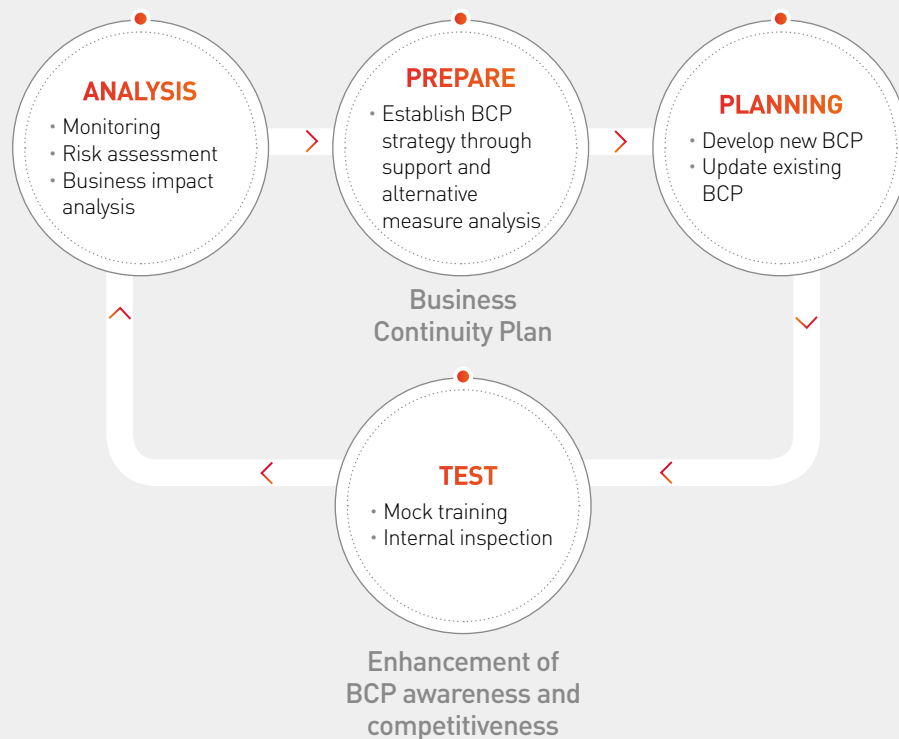 ANALYSIS
• Monitoring
• Risk assessment
• Business impact
analysis
PREPARE
• Establish BCP
strategy through
support and
alternative
measure analysis
PLANNING
• Develop new BCP
• Update existing
BCP
Business
Continuity Plan
TEST
• Mock training
• Internal inspection
Enhancement of
BCP awareness and
competitiveness